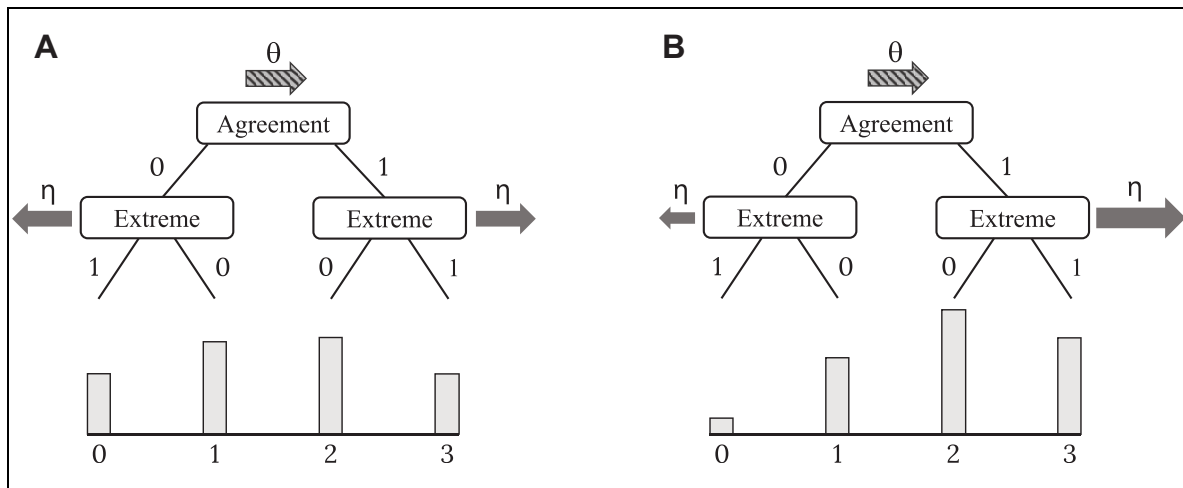 A
θ
Agreement
0 1
η Extreme Extreme η
1 0 0 1
0 1 2 3
B
θ
Agreement
0 1
η Extreme Extreme η
1 0 0 1
0 1 2 3